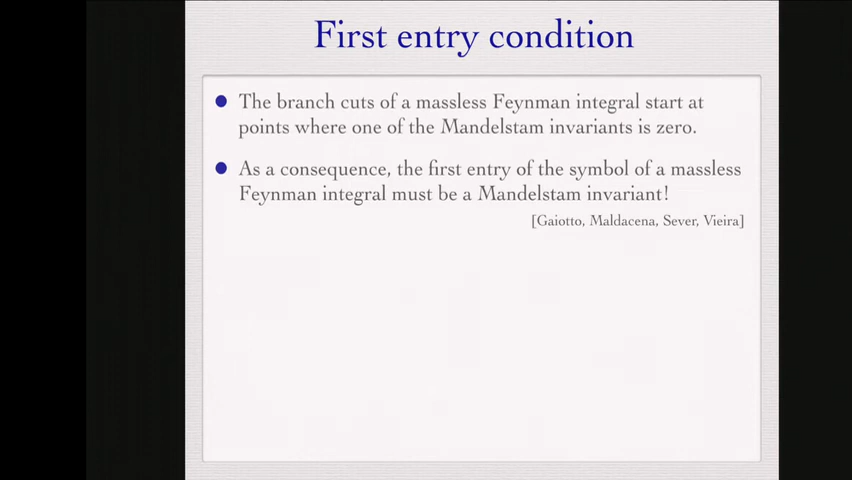 First entry condition
The branch cuts of a massless Feynman integral start at
points where one of the Mandelstam invariants is zero.
As a consequence, the first entry of the symbol of a massless
Feynman integral must be a Mandelstam invariant!
[Gaiotto, Maldacena, Sever, Vieira]